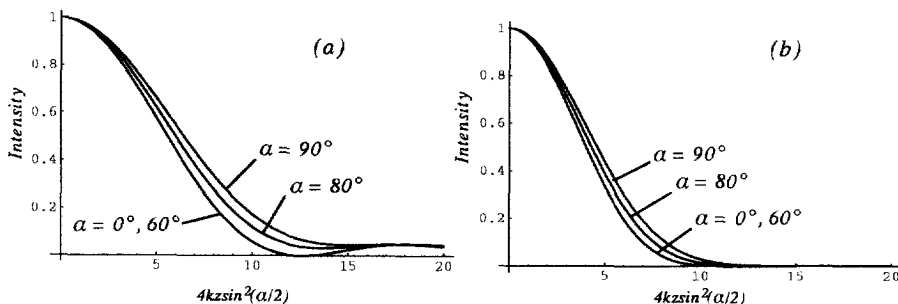 (a)
Intensity
1
0.8
0.6
0.4
0.2
α = 90°
α = 80°
α = 0°, 60°
5 10 15 20
4kzsin²(α/2)
(b)
Intensity
1
0.8
0.6
0.4
0.2
α = 90°
α = 80°
α = 0°, 60°
5 10 15 20
4kzsin²(α/2)